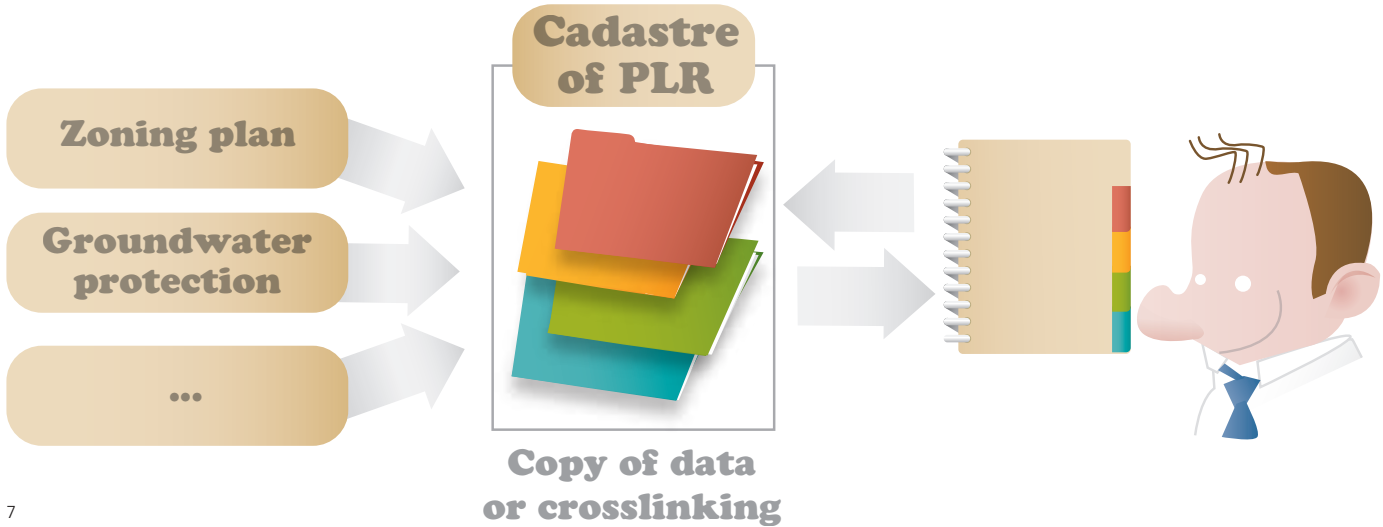 Cadastre
of PLR
Zoning plan
Groundwater
protection
...
Copy of data
or crosslinking
7